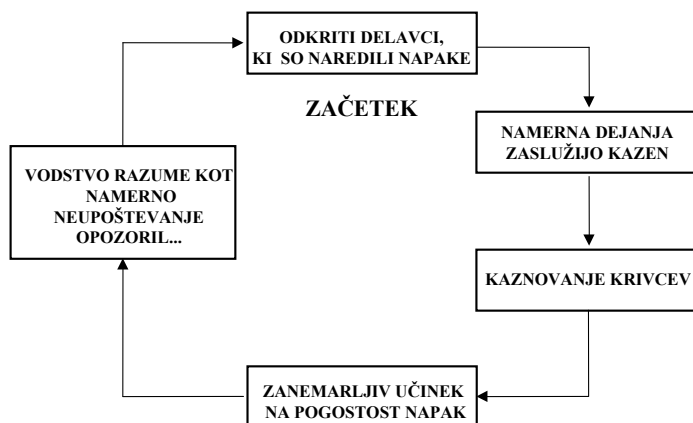 ODKRITI DELAVCI,
KI SO NAREDILI NAPAKE
ZAČETEK
NAMERNA DEJANJA
ZASLUŽIJO KAZEN
KAZNOVANJE KRIVCEV
ZANEMARLJIV UČINEK
NA POGOSTOST NAPAK
VODSTVO RAZUME KOT
NAMERNO
NEUPOŠTEVANJE
OPOZORIL...